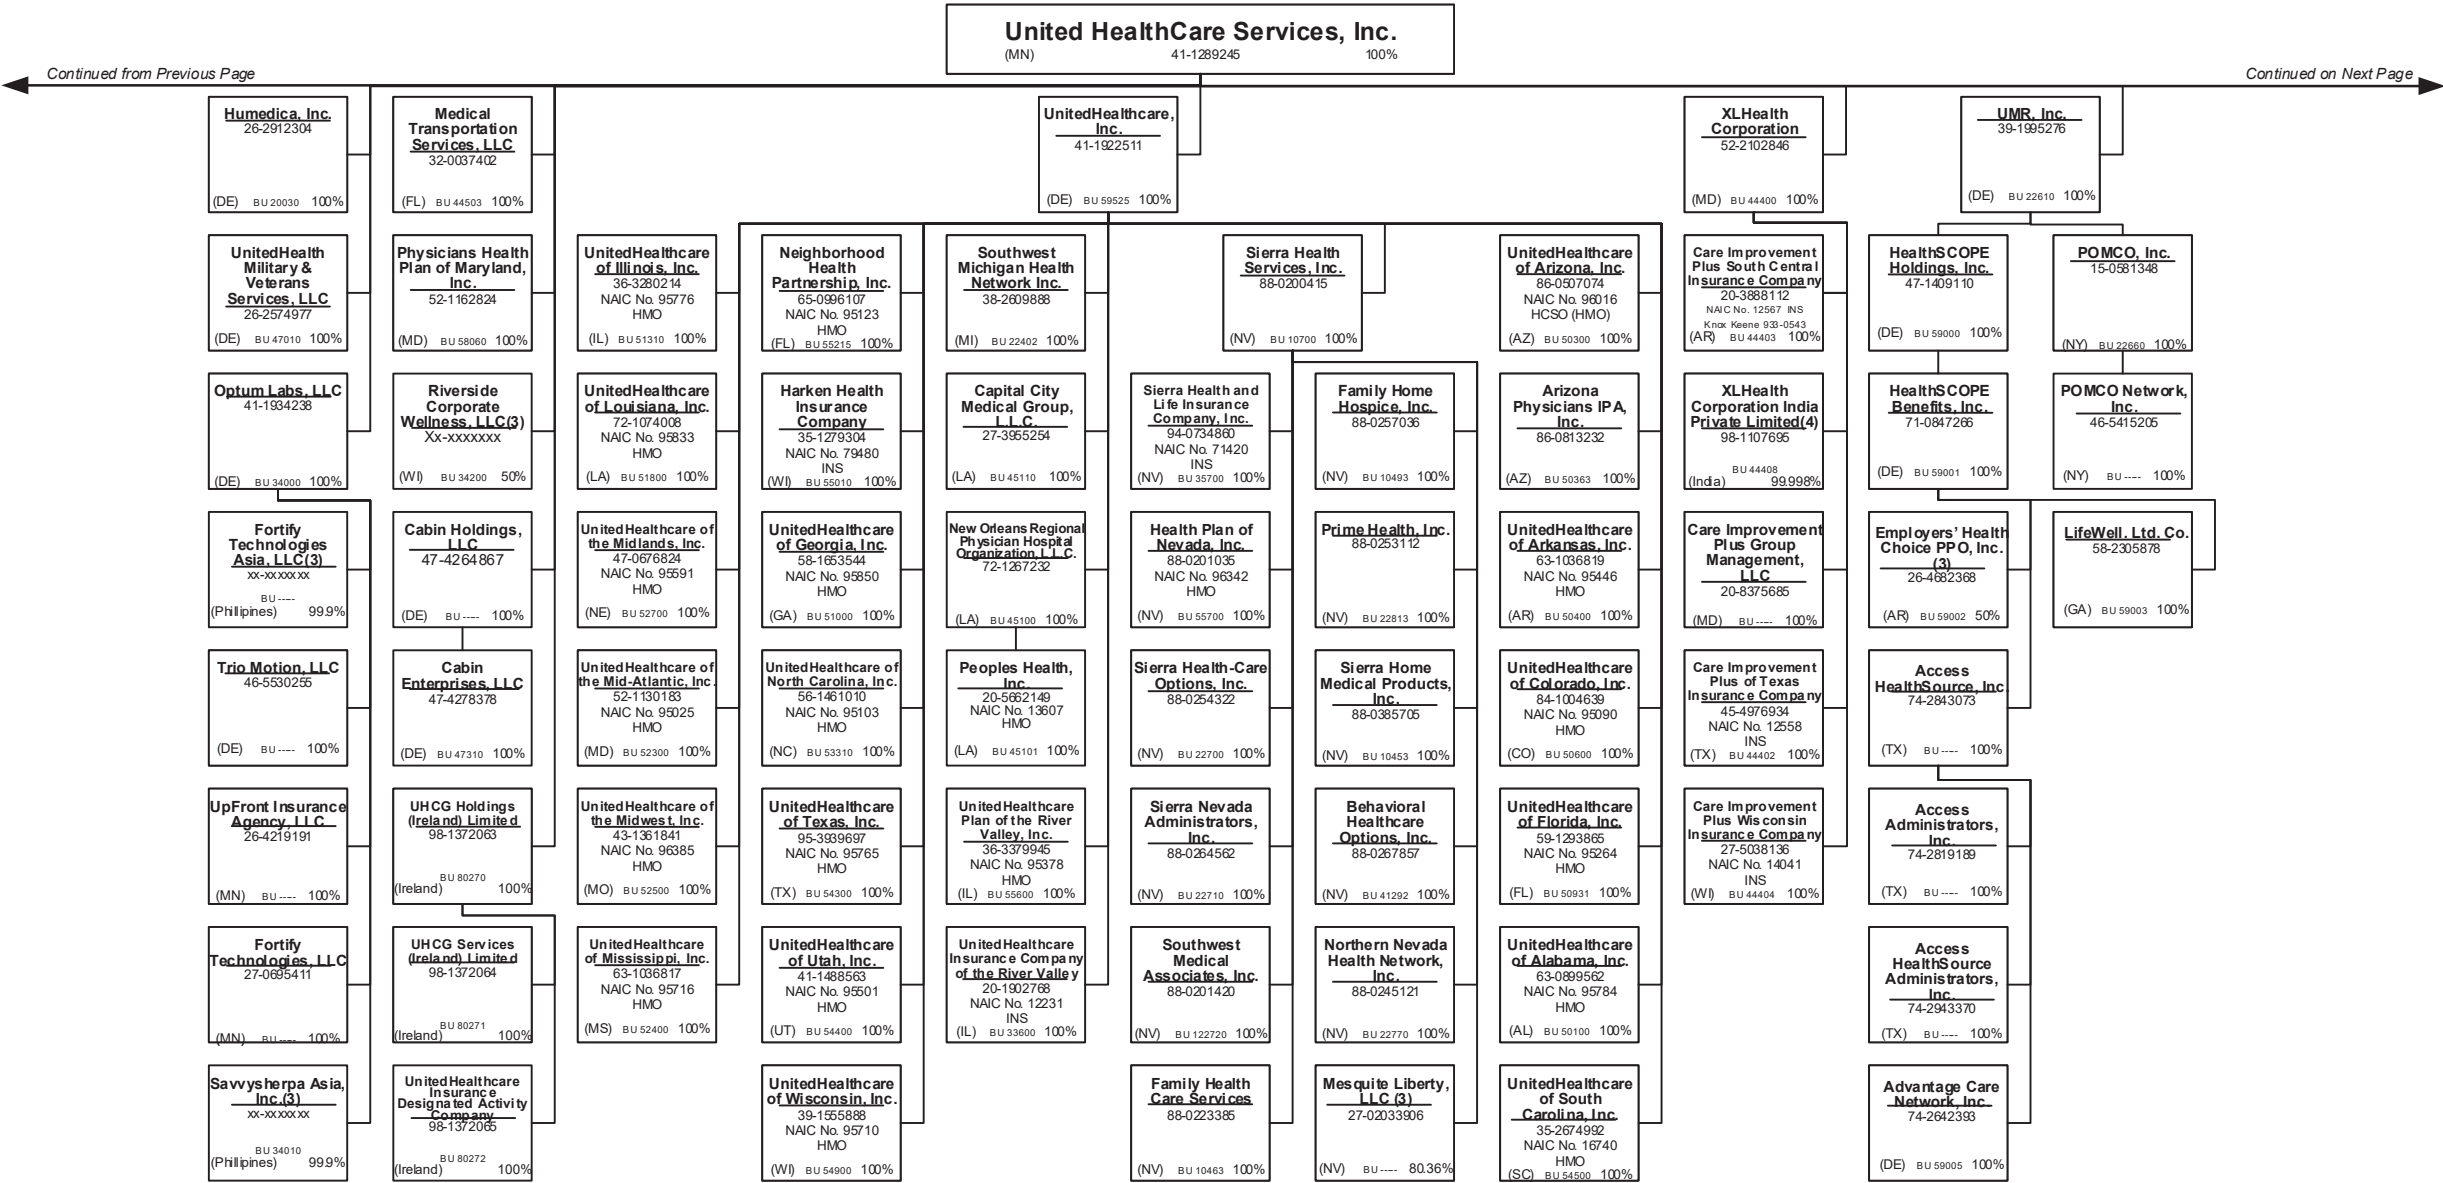 United HealthCare Services, Inc.
(MN) 41-1289245 100%
Continued from Previous Page
Continued on Next Page
Humedica, Inc.
26-2912304
(DE) BU 20030 100%
Medical
Transportation
Services, LLC
32-0037402
(FL) BU 44503 100%
UnitedHealthcare,
Inc.
41-1922511
(DE) BU 59525 100%
XLHealth
Corporation
52-2102846
(MD) BU 44400 100%
UMR, Inc.
39-1995276
(DE) BU 22610 100%
UnitedHealth
Military &
Veterans
Services, LLC
26-2574977
(DE) BU 47010 100%
Physicians Health
Plan of Maryland,
Inc.
52-1162824
(MD) BU 58060 100%
UnitedHealthcare
of Illinois, Inc.
36-3280214
NAIC No. 95776
HMO
(IL) BU 51310 100%
Neighborhood
Health
Partnership, Inc.
65-0996107
NAIC No. 95123
HMO
(FL) BU 55215 100%
Southwest
Michigan Health
Network Inc.
38-2609888
(MI) BU 22402 100%
Sierra Health
Services, Inc.
88-0200415
(NV) BU 10700 100%
UnitedHealthcare
of Arizona, Inc.
86-0507074
NAIC No. 96016
HCSO (HMO)
(AZ) BU 50300 100%
Care Improvement
Plus South Central
Insurance Company
20-3888112
NAIC No. 12567 INS
Knox Keene 933-0543
(AR) BU 44403 100%
HealthSCOPE
Holdings, Inc.
47-1409110
(DE) BU 59000 100%
POMCO, Inc.
15-0581348
(NY) BU 22660 100%
Optum Labs, LLC
41-1934238
(DE) BU 34000 100%
Riverside
Corporate
Wellness, LLC(3)
Xx-xxxxxxx
(WI) BU 34200 50%
UnitedHealthcare
of Louisiana, Inc.
72-1074008
NAIC No. 95833
HMO
(LA) BU 51800 100%
Harken Health
Insurance
Company
35-1279304
NAIC No. 79480
INS
(WI) BU 55010 100%
Capital City
Medical Group,
L.L.C.
27-3955254
(LA) BU 45110 100%
Sierra Health and
Life Insurance
Company, Inc.
94-0734860
NAIC No. 71420
INS
(NV) BU 35700 100%
Family Home
Hospice, Inc.
88-0257036
(NV) BU 10493 100%
Arizona
Physicians IPA,
Inc.
86-0813232
(AZ) BU 50363 100%
XLHealth
Corporation India
Private Limited(4)
98-1107695
BU 44408
(India) 99.998%
HealthSCOPE
Benefits, Inc.
71-0847266
(DE) BU 59001 100%
POMCO Network,
Inc.
46-5415205
(NY) BU ----- 100%
Fortify
Technologies
Asia, LLC(3)
xx-xxxxxxx
BU -----
(Phillipines) 99.9%
Cabin Holdings,
LLC
47-4264867
(DE) BU ----- 100%
UnitedHealthcare of
the Midlands, Inc.
47-0676824
NAIC No. 95591
HMO
(NE) BU 52700 100%
UnitedHealthcare
of Georgia, Inc.
58-1653544
NAIC No. 95850
HMO
(GA) BU 51000 100%
New Orleans Regional
Physician Hospital
Organization, L.L.C.
72-1267232
(LA) BU 45100 100%
Health Plan of
Nevada, Inc.
88-0201035
NAIC No. 96342
HMO
(NV) BU 55700 100%
Prime Health, Inc.
88-0253112
(NV) BU 22813 100%
UnitedHealthcare
of Arkansas, Inc.
63-1036819
NAIC No. 95446
HMO
(AR) BU 50400 100%
Care Improvement
Plus Group
Management,
LLC
20-8375685
(MD) BU ----- 100%
Employers' Health
Choice PPO, Inc.
(3)
26-4682368
(AR) BU 59002 50%
LifeWell. Ltd. Co.
58-2305878
(GA) BU 59003 100%
Trio Motion, LLC
46-5530255
(DE) BU ----- 100%
Cabin
Enterprises, LLC
47-4278378
(DE) BU 47310 100%
UnitedHealthcare of
the Mid-Atlantic, Inc.
52-1130183
NAIC No. 95025
HMO
(MD) BU 52300 100%
UnitedHealthcare of
North Carolina, Inc.
56-1461010
NAIC No. 95103
HMO
(NC) BU 53310 100%
Peoples Health,
Inc.
20-5662149
NAIC No. 13607
HMO
(LA) BU 45101 100%
Sierra Health-Care
Options, Inc.
88-0254322
(NV) BU 22700 100%
Sierra Home
Medical Products,
Inc.
88-0385705
(NV) BU 10453 100%
UnitedHealthcare
of Colorado, Inc.
84-1004639
NAIC No. 95090
HMO
(CO) BU 50600 100%
Care Improvement
Plus of Texas
Insurance Company
45-4976934
NAIC No. 12558
INS
(TX) BU 44402 100%
Access
HealthSource, Inc.
74-2843073
(TX) BU ----- 100%
UpFront Insurance
Agency, LLC
26-4219191
(MN) BU ----- 100%
UHCG Holdings
(Ireland) Limited
98-1372063
BU 80270
(Ireland) 100%
UnitedHealthcare of
the Midwest, Inc.
43-1361841
NAIC No. 96385
HMO
(MO) BU 52500 100%
UnitedHealthcare
of Texas, Inc.
95-3939697
NAIC No. 95765
HMO
(TX) BU 54300 100%
UnitedHealthcare
Plan of the River
Valley, Inc.
36-3379945
NAIC No. 95378
HMO
(IL) BU 55600 100%
Sierra Nevada
Administrators,
Inc.
88-0264562
(NV) BU 22710 100%
Behavioral
Healthcare
Options, Inc.
88-0267857
(NV) BU 41292 100%
UnitedHealthcare
of Florida, Inc.
59-1293865
NAIC No. 95264
HMO
(FL) BU 50931 100%
Care Improvement
Plus Wisconsin
Insurance Company
27-5038136
NAIC No. 14041
INS
(WI) BU 44404 100%
Access
Administrators,
Inc.
74-2819189
(TX) BU ----- 100%
Fortify
Technologies, LLC
27-0695411
(MN) BU ----- 100%
UHCG Services
(Ireland) Limited
98-1372064
BU 80271
(Ireland) 100%
UnitedHealthcare
of Mississippi, Inc.
63-1036817
NAIC No. 95716
HMO
(MS) BU 52400 100%
UnitedHealthcare
of Utah, Inc.
41-1488563
NAIC No. 95501
HMO
(UT) BU 54400 100%
UnitedHealthcare
Insurance Company
of the River Valley
20-1902768
NAIC No. 12231
INS
(IL) BU 33600 100%
Southwest
Medical
Associates, Inc.
88-0201420
(NV) BU 122720 100%
Northern Nevada
Health Network,
Inc.
88-0245121
(NV) BU 22770 100%
UnitedHealthcare
of Alabama, Inc.
63-0899562
NAIC No. 95784
HMO
(AL) BU 50100 100%
Access
HealthSource
Administrators,
Inc.
74-2943370
(TX) BU ----- 100%
Savvysherpa Asia,
Inc.(3)
xx-xxxxxxx
BU 34010
(Phillipines) 99.9%
UnitedHealthcare
Insurance
Designated Activity
Company
98-1372065
BU 80272
(Ireland) 100%
UnitedHealthcare
of Wisconsin, Inc.
39-1555888
NAIC No. 95710
HMO
(WI) BU 54900 100%
Family Health
Care Services
88-0223385
(NV) BU 10463 100%
Mesquite Liberty,
LLC (3)
27-02033906
(NV) BU ----- 80.36%
UnitedHealthcare
of South
Carolina, Inc.
35-2674992
NAIC No. 16740
HMO
(SC) BU 54500 100%
Advantage Care
Network, Inc.
74-2642393
(DE) BU 59005 100%